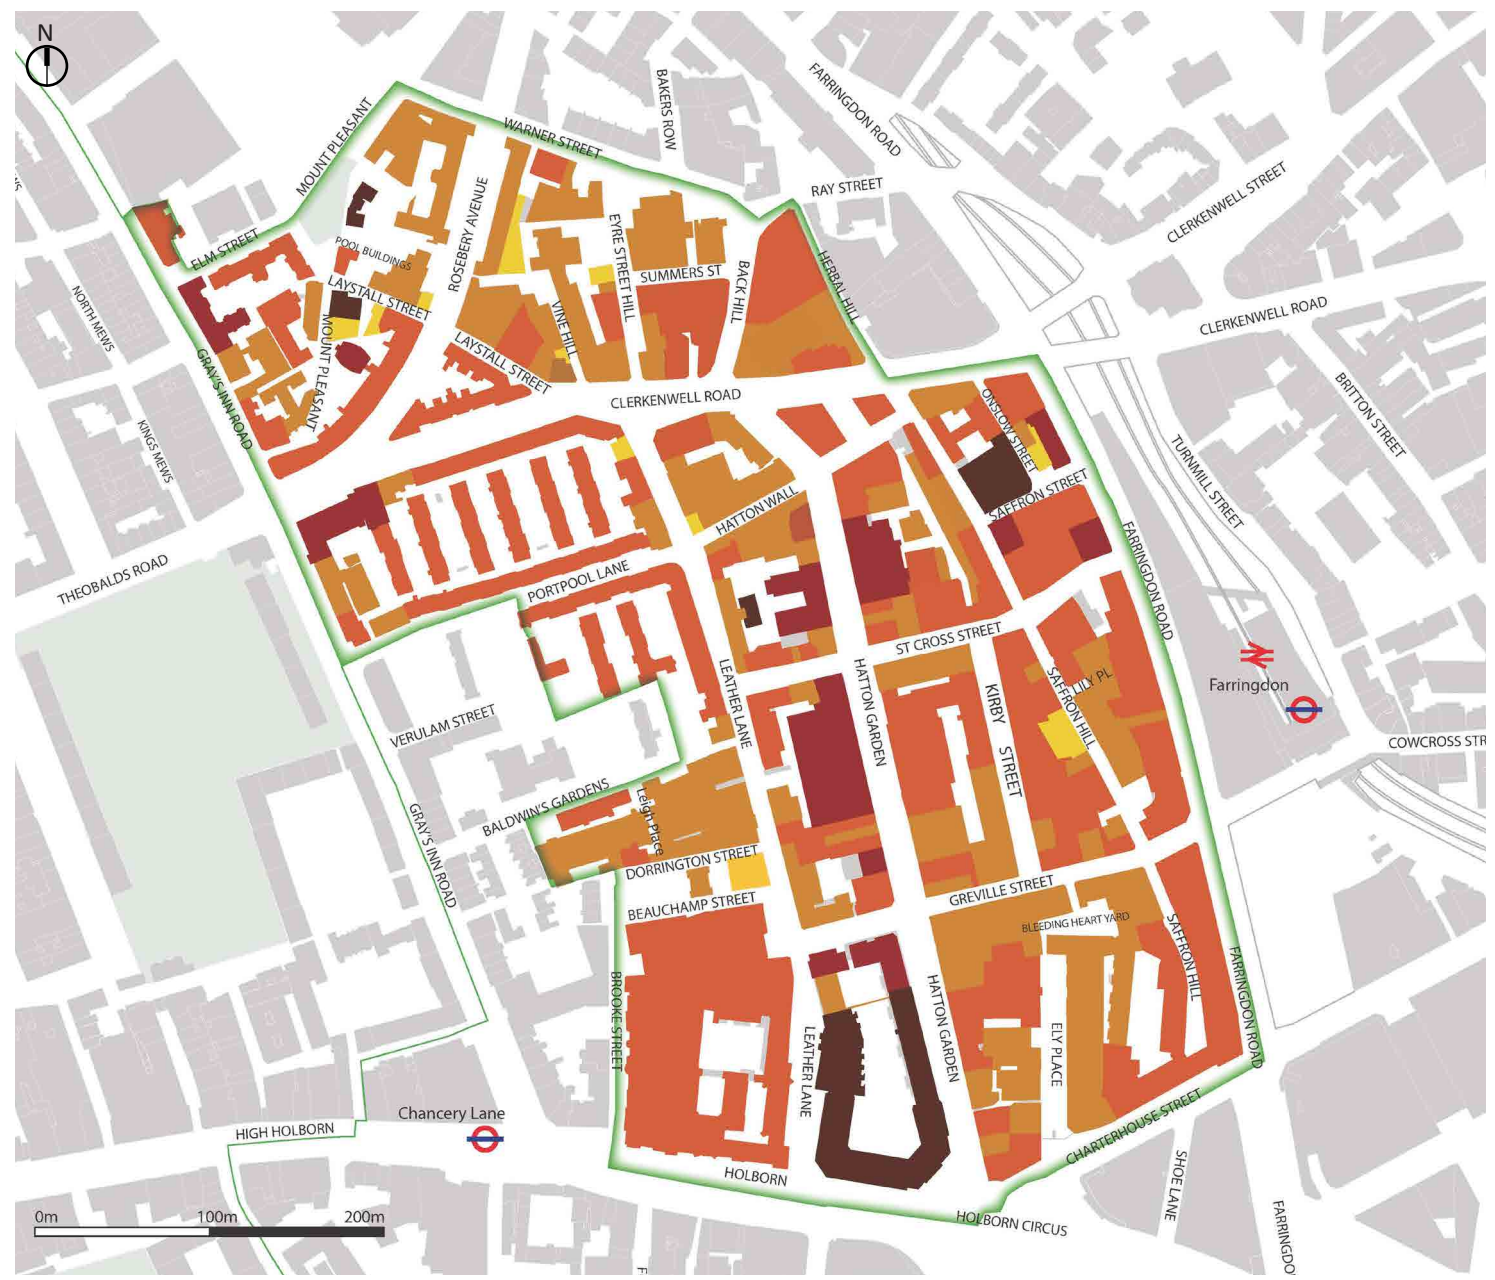 N
MOUNT PLEASANT
WARNER STREET
BAKERS ROW
FARRINGDON ROAD
RAY STREET
CLERKENWELL STREET
ELM STREET
POOL BUILDINGS
ROSEBERY AVENUE
EYRE STREET HILL
SUMMERS ST
BACK HILL
HERBAL HILL
LAYSTALL STREET
NORTH MEWS
MOUNT PLEASANT
VINE HILL
LAYSTALL STREET
CLERKENWELL ROAD
GRAY'S INN ROAD
CLERKENWELL ROAD
BRITTON STREET
KINGS MEWS
ONSLOW STREET
TURNMILL STREET
HATTON WALL
SAFFRON STREET
THEOBALDS ROAD
PORTPOOL LANE
FARRINGDON ROAD
ST CROSS STREET
LEATHER LANE
HATTON GARDEN
KIRBY STREET
SAFFRON HILL
LILY PL
Farringdon
VERULAM STREET
COWCROSS STR
BALDWIN'S GARDENS
Leigh Place
GRAY'S INN ROAD
DORRINGTON STREET
BEAUCHAMP STREET
GREVILLE STREET
BLEEDING HEART YARD
SAFFRON HILL
BROOKE STREET
HATTON GARDEN
FARRINGDON ROAD
LEATHER LANE
ELY PLACE
Chancery Lane
HIGH HOLBORN
CHARTERHOUSE STREET
HOLBORN
SHOE LANE
HOLBORN CIRCUS
FARRINGDO
0m 100m 200m